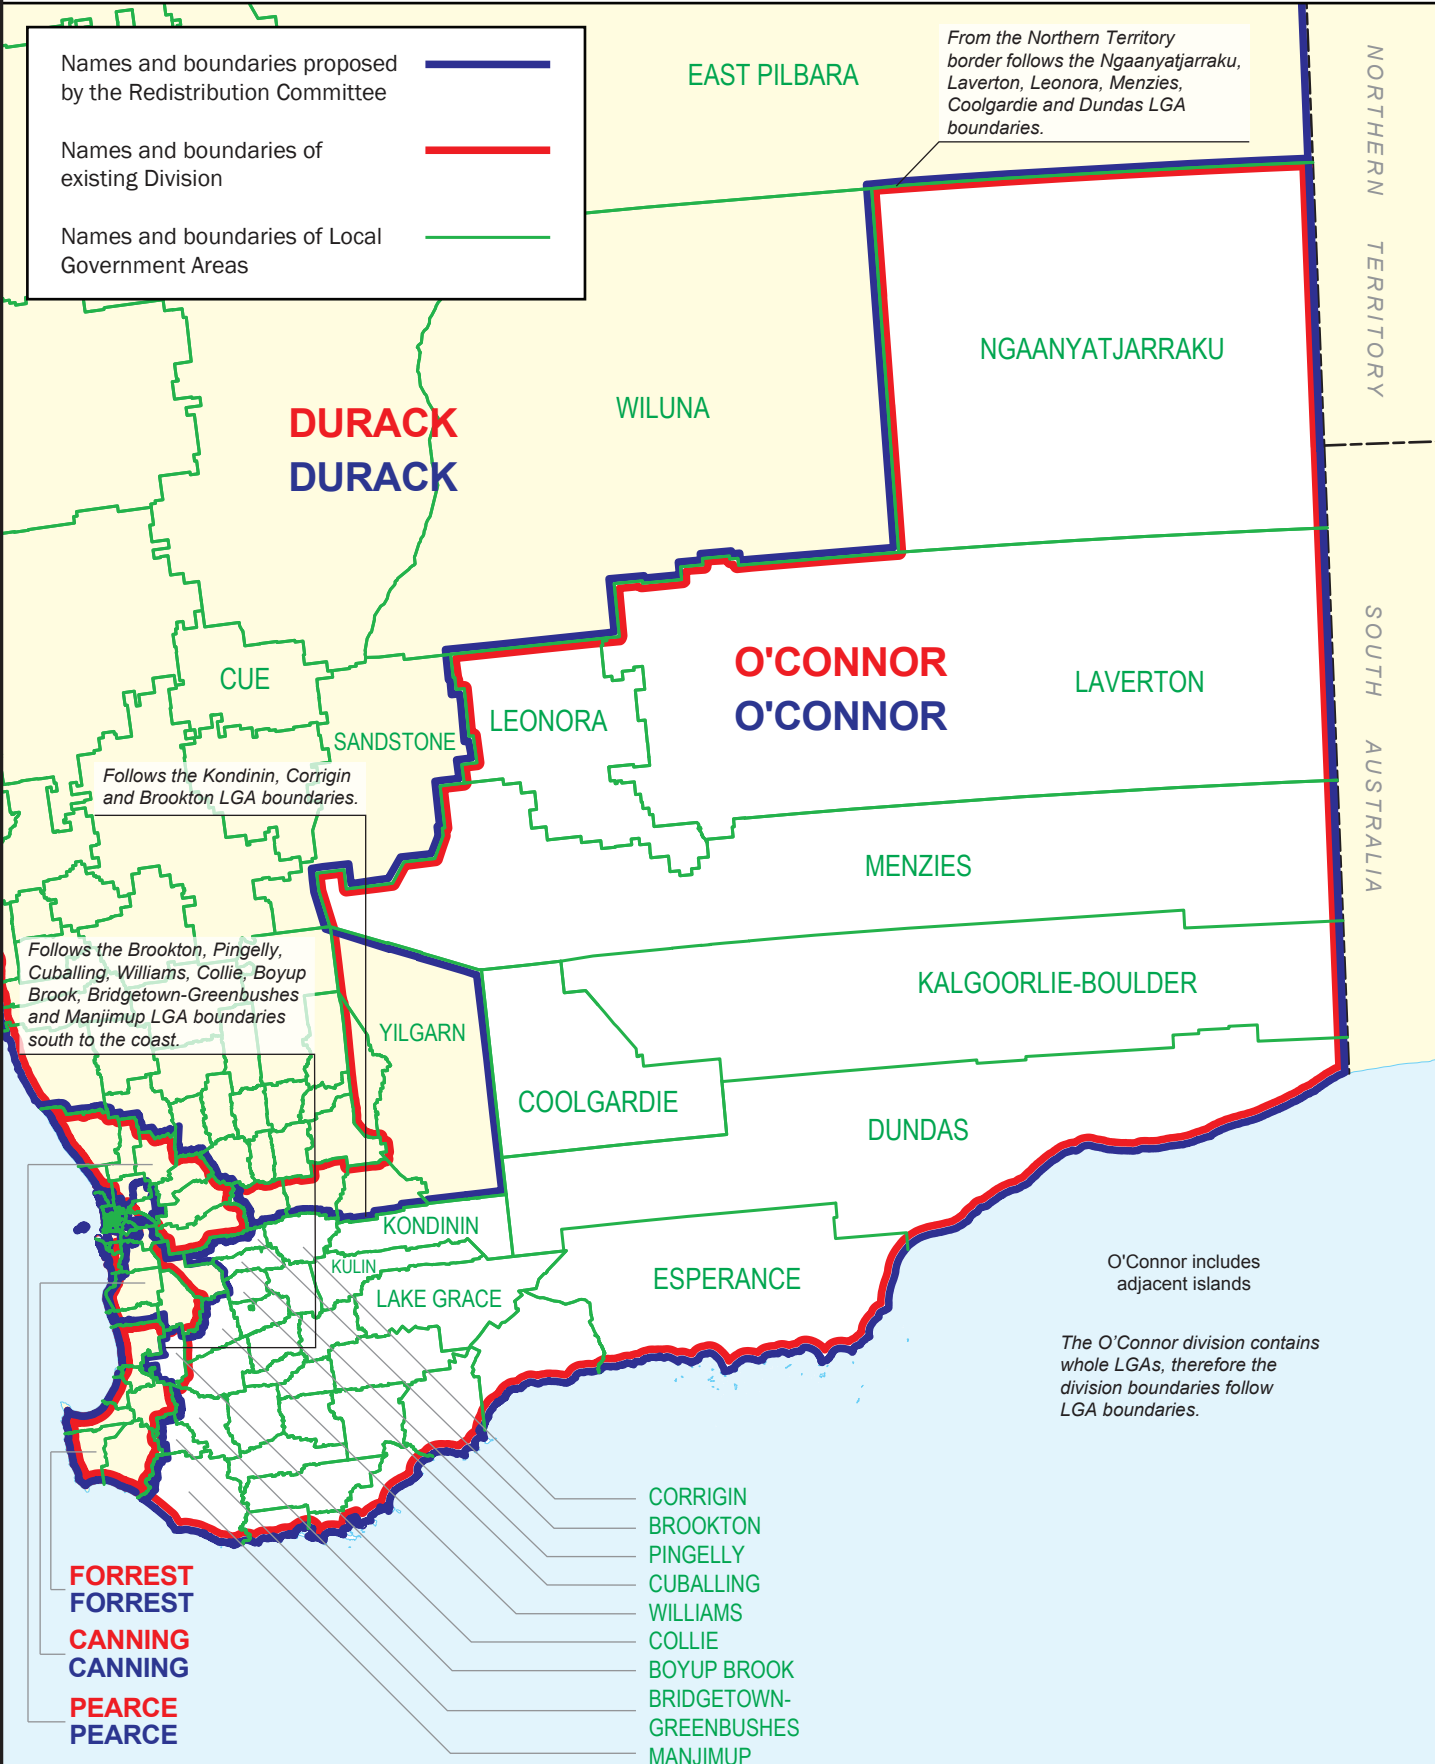 Names and boundaries proposed
by the Redistribution Committee
Names and boundaries of
existing Division
Names and boundaries of Local
Government Areas
EAST PILBARA
From the Northern Territory
border follows the Ngaanyatjarraku,
Laverton, Leonora, Menzies,
Coolgardie and Dundas LGA
boundaries.
NORTHERN TERRITORY
NGAANYATJARRAKU
WILUNA
DURACK
DURACK
SOUTH AUSTRALIA
O'CONNOR
O'CONNOR
LAVERTON
CUE
LEONORA
SANDSTONE
Follows the Kondinin, Corrigin
and Brookton LGA boundaries.
MENZIES
Follows the Brookton, Pingelly,
Cuballing, Williams, Collie, Boyup
Brook, Bridgetown-Greenbushes
and Manjimup LGA boundaries
south to the coast.
KALGOORLIE-BOULDER
YILGARN
COOLGARDIE
DUNDAS
KONDININ
KULIN
LAKE GRACE
ESPERANCE
O'Connor includes
adjacent islands
The O'Connor division contains
whole LGAs, therefore the
division boundaries follow
LGA boundaries.
CORRIGIN
BROOKTON
PINGELLY
CUBALLING
WILLIAMS
COLLIE
BOYUP BROOK
BRIDGETOWN-
GREENBUSHES
MANJIMUP
FORREST
FORREST
CANNING
CANNING
PEARCE
PEARCE